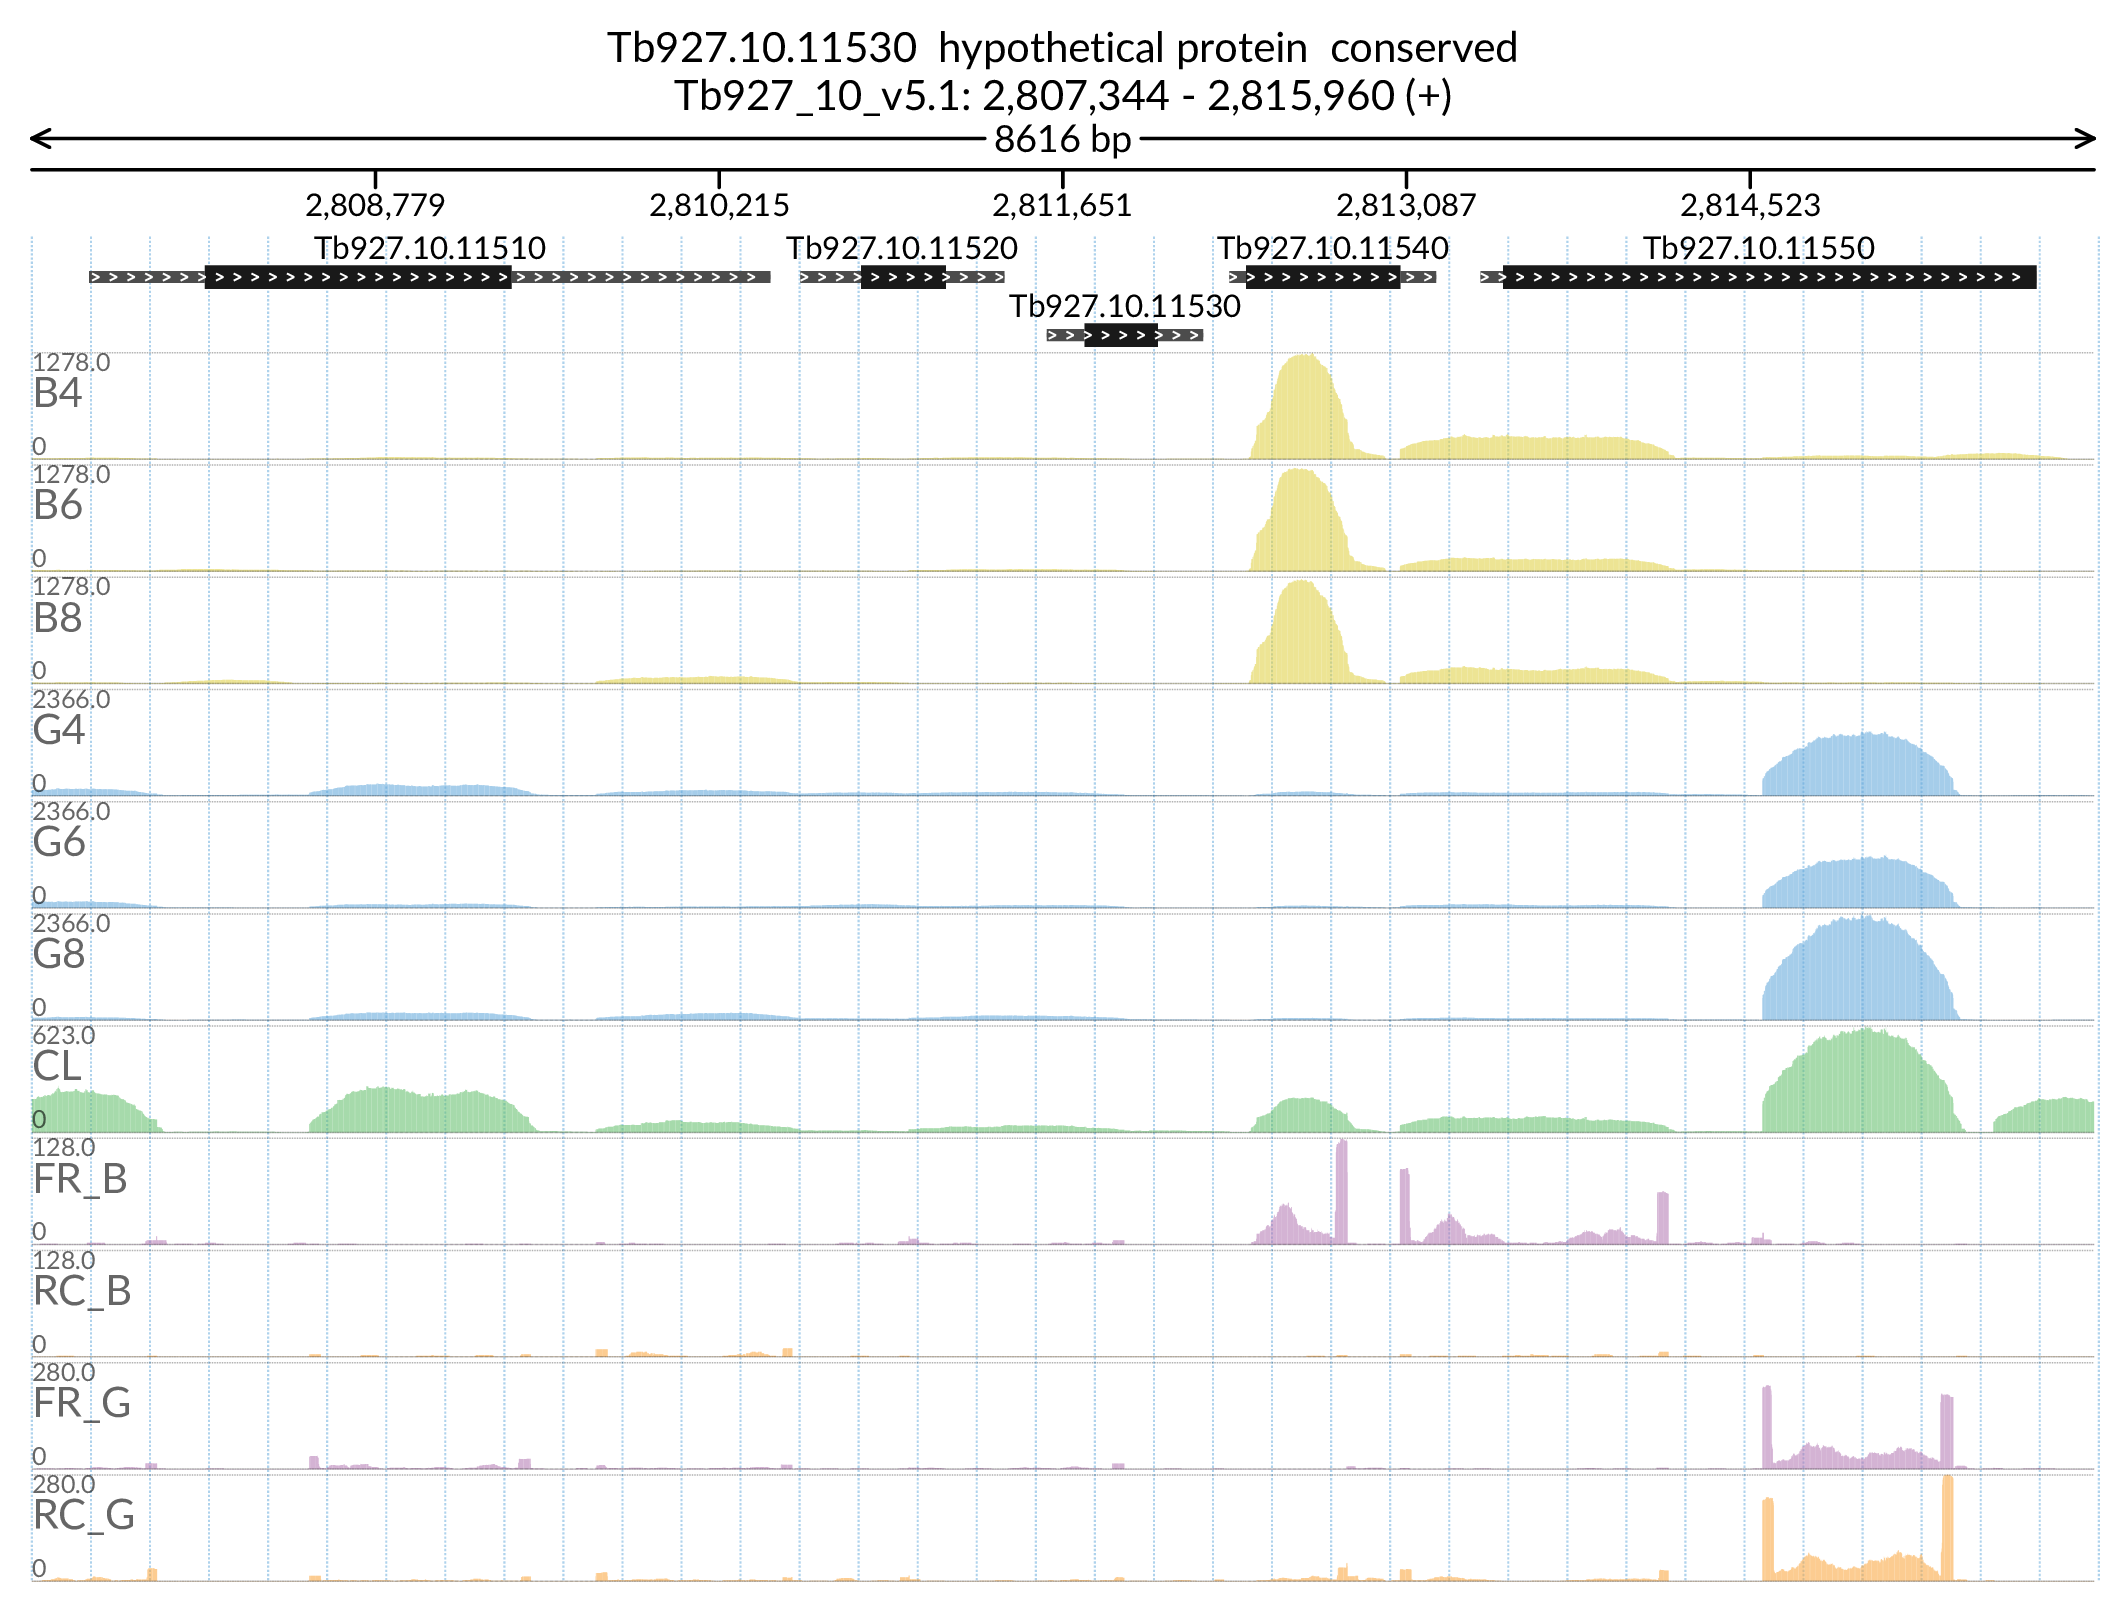 Tb927.10.11530  hypothetical protein  conserved
Tb927_10_v5.1: 2,807,344 - 2,815,960 (+)
8616 bp
2,808,779 2,810,215 2,811,651 2,813,087 2,814,523
Tb927.10.11510 Tb927.10.11520 Tb927.10.11540 Tb927.10.11550
Tb927.10.11530
1278.0
B4
0
1278.0
B6
0
1278.0
B8
0
2366.0
G4
0
2366.0
G6
0
2366.0
G8
0
623.0
CL
0
128.0
FR_B
0
128.0
RC_B
0
280.0
FR_G
0
280.0
RC_G
0